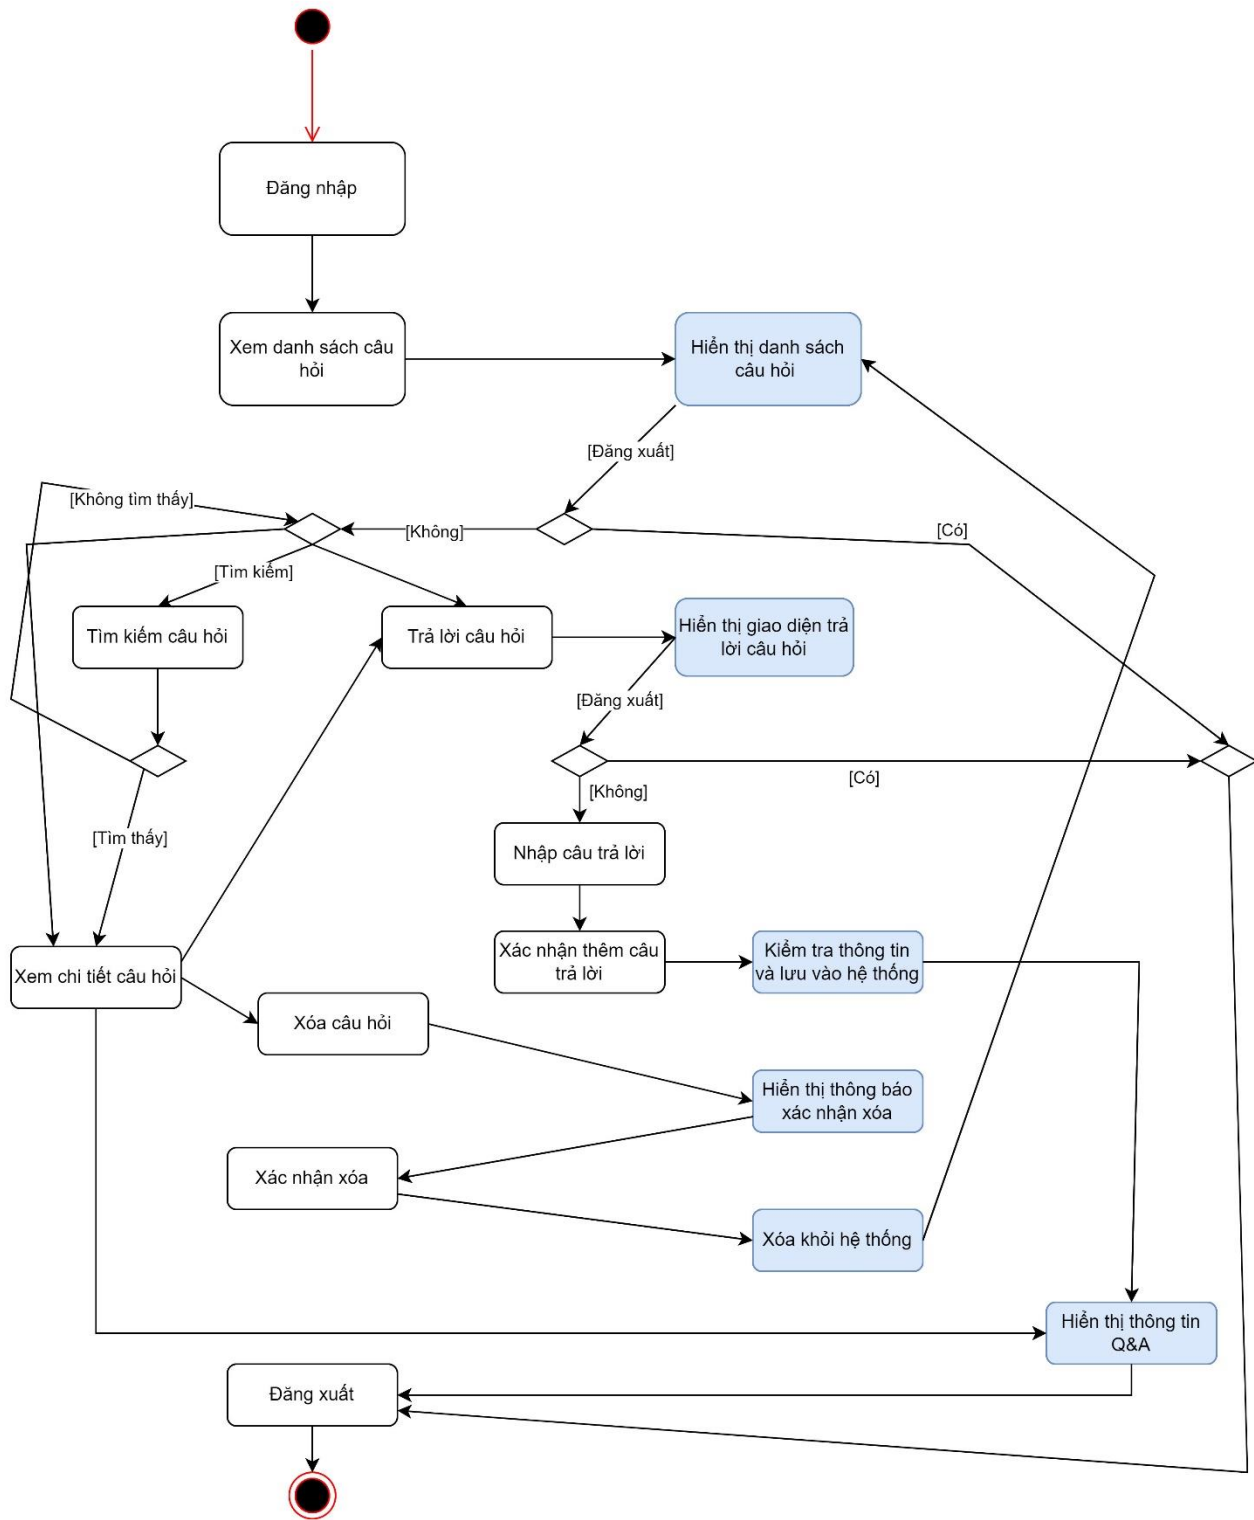 Đăng nhập
Xem danh sách câu
hỏi
Hiển thị danh sách
câu hỏi
[Đăng xuất]
[Không tìm thấy]
[Không]
[Có]
[Tìm kiếm]
Tìm kiếm câu hỏi
Trả lời câu hỏi
Hiển thị giao diện trả
lời câu hỏi
[Đăng xuất]
[Có]
[Không]
[Tìm thấy]
Nhập câu trả lời
Xem chi tiết câu hỏi
Xác nhận thêm câu
trả lời
Kiểm tra thông tin
và lưu vào hệ thống
Xóa câu hỏi
Hiển thị thông báo
xác nhận xóa
Xác nhận xóa
Xóa khỏi hệ thống
Hiển thị thông tin
Q&A
Đăng xuất